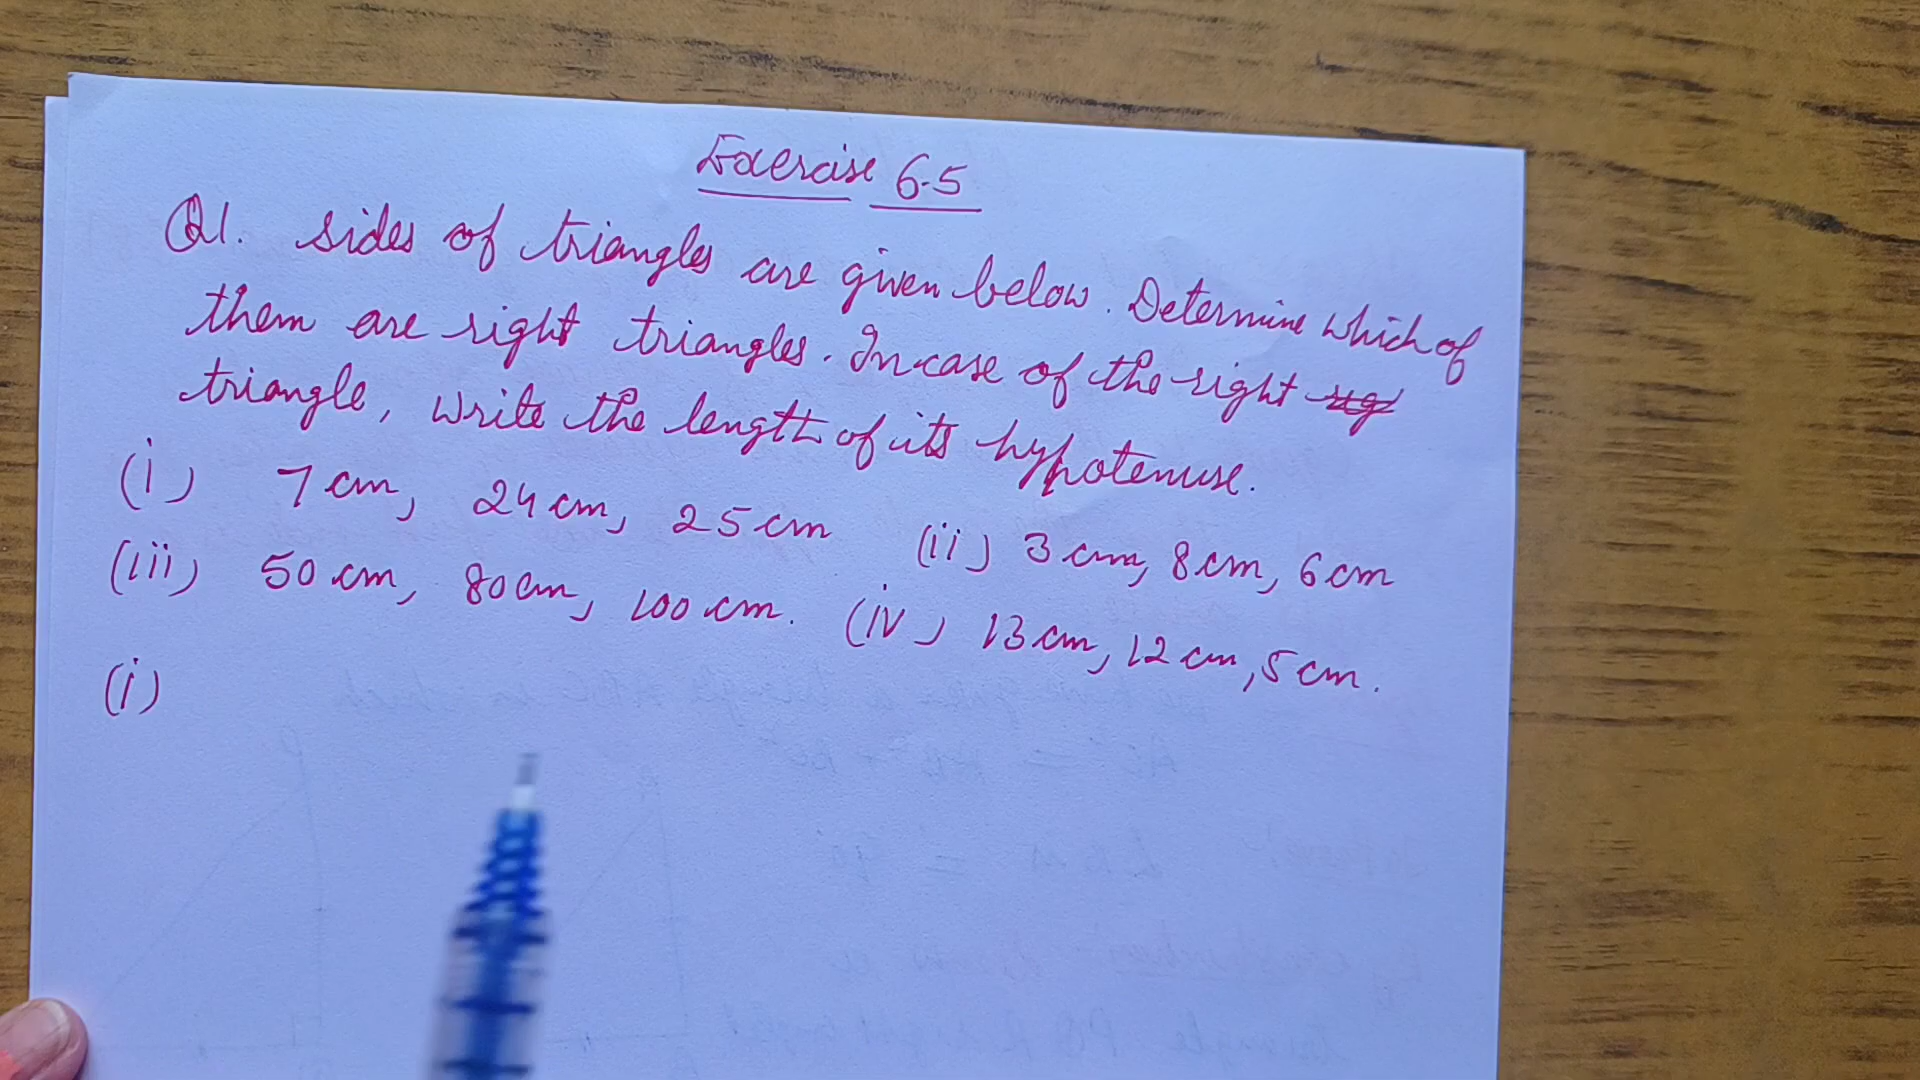 Exercise 6.5
Q1. Sides of triangles are given below. Determine which of
them are right triangles. In case of the right
triangle, write the length of its hypotenuse.
(i) 7 cm, 24 cm, 25 cm (ii) 3 cm, 8 cm, 6 cm
(iii) 50 cm, 80 cm, 100 cm. (iv) 13 cm, 12 cm, 5 cm.
(i)